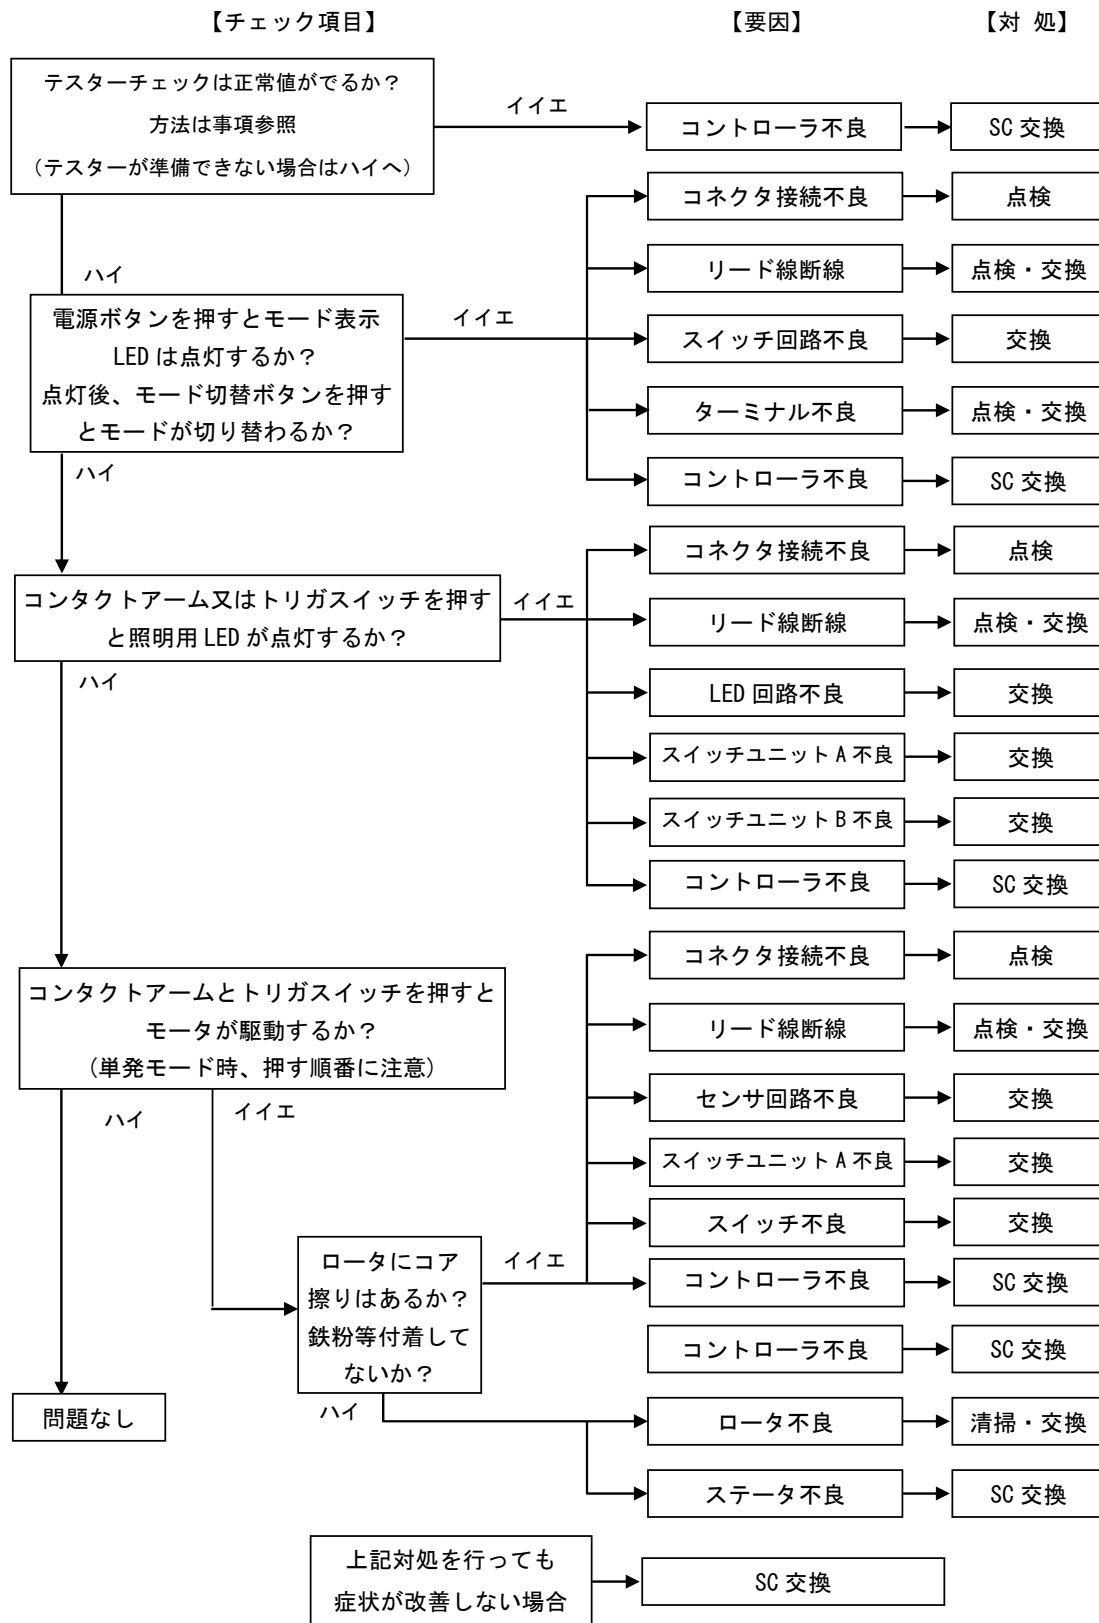 【チェック項目】
【要因】
【対 処】
テスターチェックは正常値がでるか？
方法は事項参照
（テスターが準備できない場合はハイへ）
イイエ
コントローラ不良
SC 交換
ハイ
電源ボタンを押すとモード表示
LED は点灯するか？
点灯後、モード切替ボタンを押す
とモードが切り替わるか？
イイエ
コネクタ接続不良
点検
リード線断線
点検・交換
スイッチ回路不良
交換
ターミナル不良
点検・交換
コントローラ不良
SC 交換
ハイ
コンタクトアーム又はトリガスイッチを押す
と照明用 LED が点灯するか？
イイエ
コネクタ接続不良
点検
リード線断線
点検・交換
LED 回路不良
交換
スイッチユニット A 不良
交換
スイッチユニット B 不良
交換
コントローラ不良
SC 交換
ハイ
コンタクトアームとトリガスイッチを押すと
モータが駆動するか？
（単発モード時、押す順番に注意）
ハイ
イイエ
ロータにコア
擦りはあるか？
鉄粉等付着して
ないか？
イイエ
コネクタ接続不良
点検
リード線断線
点検・交換
センサ回路不良
交換
スイッチユニット A 不良
交換
スイッチ不良
交換
コントローラ不良
SC 交換
コントローラ不良
SC 交換
ハイ
ロータ不良
清掃・交換
ステータ不良
SC 交換
問題なし
上記対処を行っても
症状が改善しない場合
SC 交換